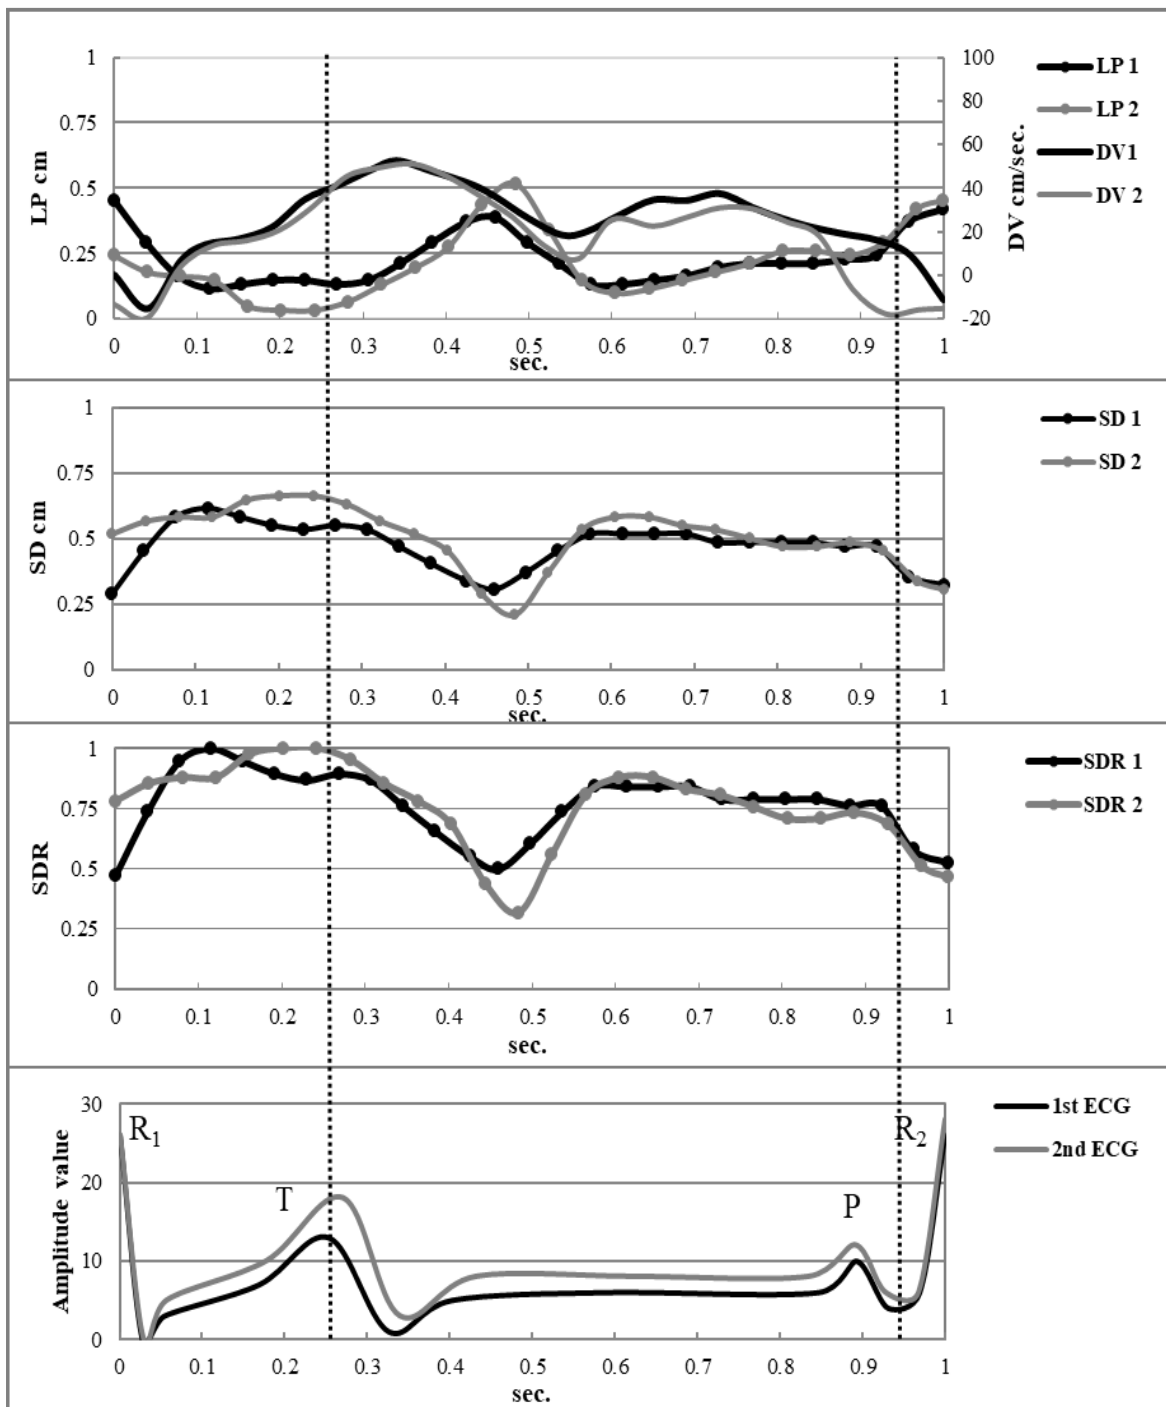 1
0.75
0.5
0.25
0
LP cm
100
80
60
40
20
0
-20
DV cm/sec.
0 0.1 0.2 0.3 0.4 0.5 0.6 0.7 0.8 0.9 1
sec.
LP 1
LP 2
DV1
DV 2
1
0.75
0.5
0.25
0
SD cm
0 0.1 0.2 0.3 0.4 0.5 0.6 0.7 0.8 0.9 1
sec.
SD 1
SD 2
1
0.75
0.5
0.25
0
SDR
0 0.1 0.2 0.3 0.4 0.5 0.6 0.7 0.8 0.9 1
sec.
SDR 1
SDR 2
30
20
10
0
Amplitude value
R1
T
P
R2
0 0.1 0.2 0.3 0.4 0.5 0.6 0.7 0.8 0.9 1
sec.
1st ECG
2nd ECG